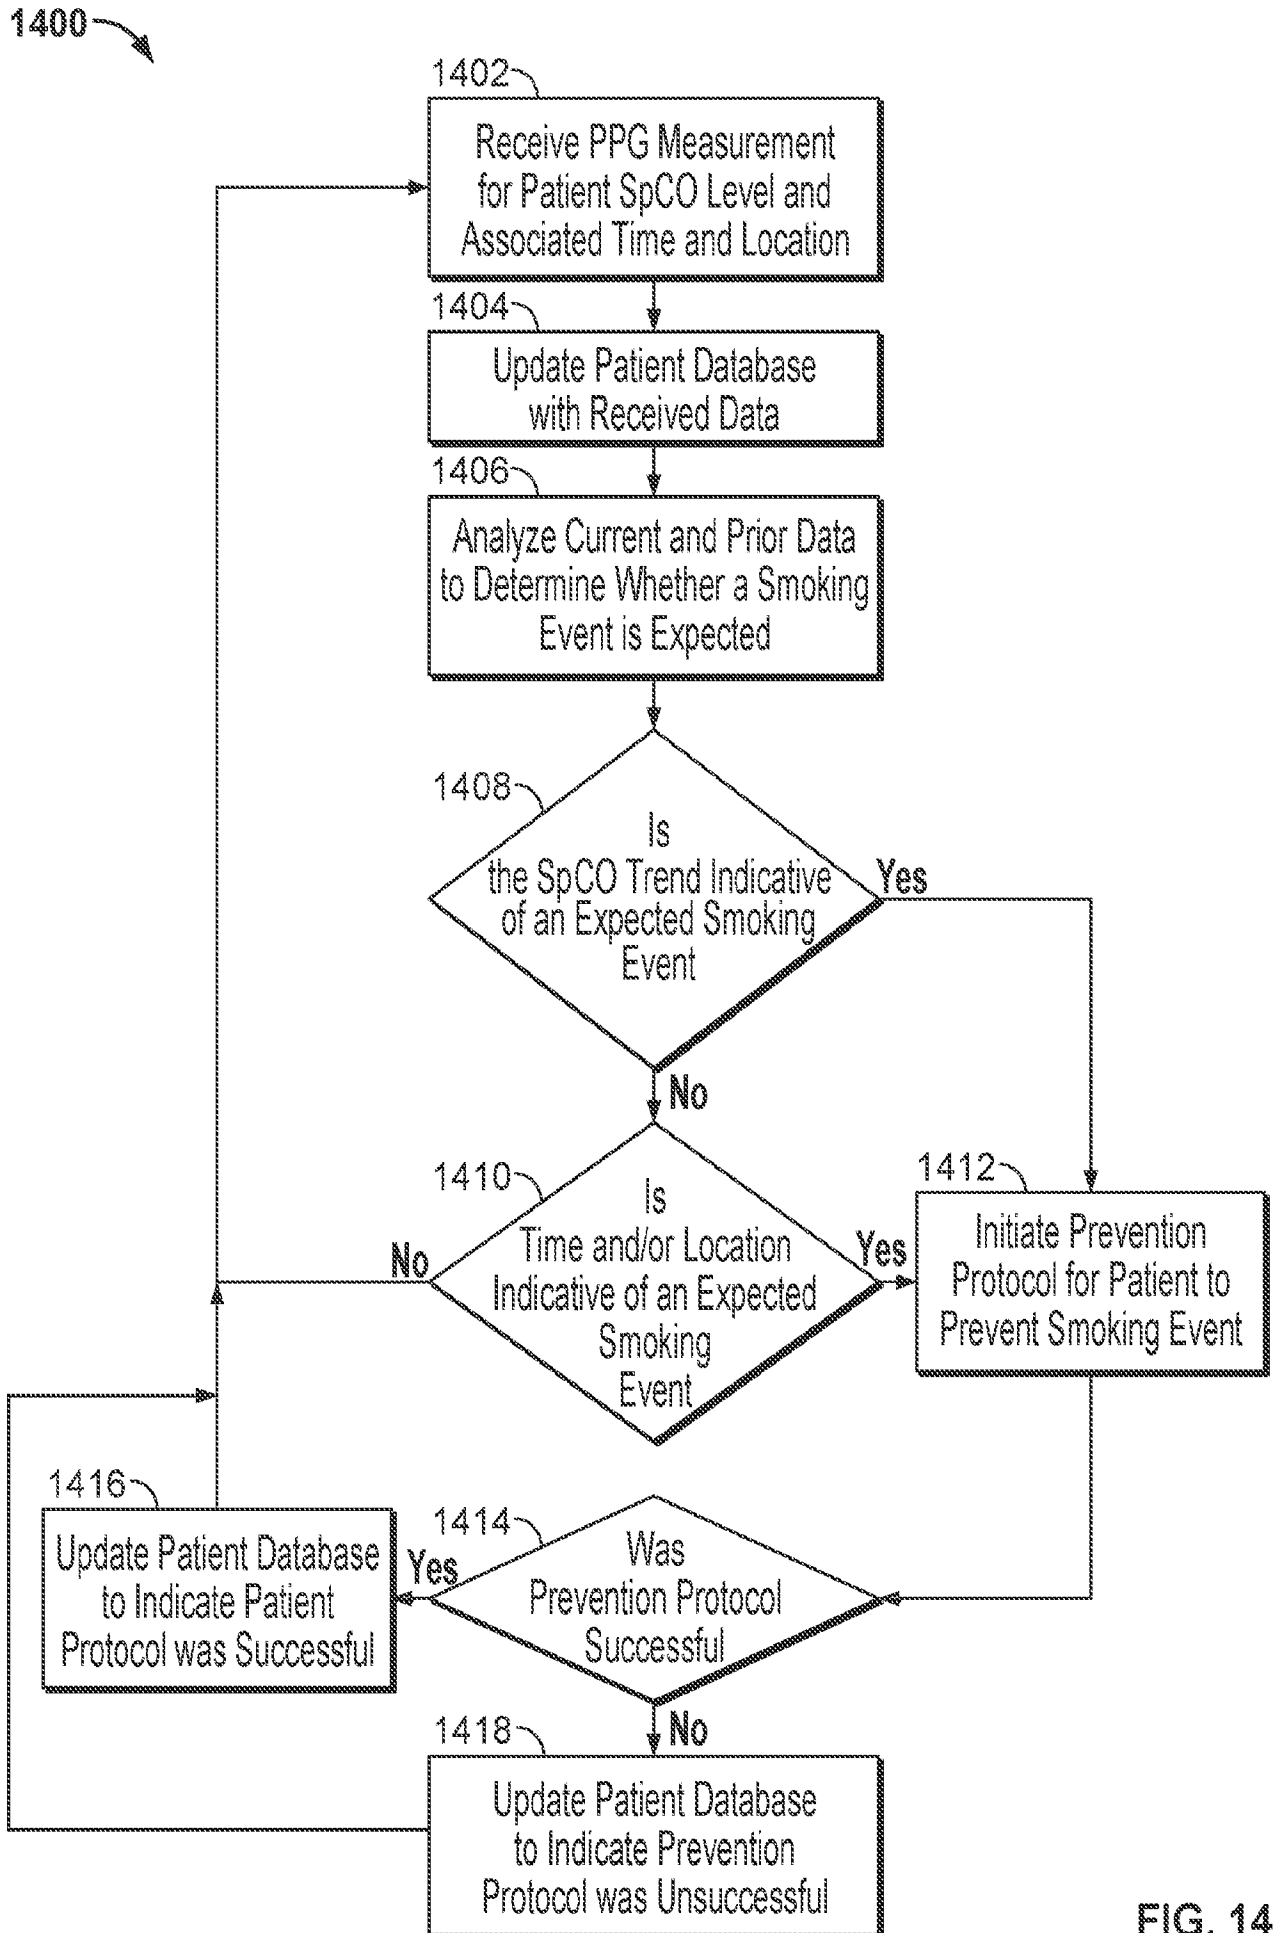 1400
1402
Receive PPG Measurement
for Patient SpCO Level and
Associated Time and Location
1404
Update Patient Database
with Received Data
1406
Analyze Current and Prior Data
to Determine Whether a Smoking
Event is Expected
1408
Is
the SpCO Trend Indicative
of an Expected Smoking
Event
Yes
No
1410
Is
Time and/or Location
Indicative of an Expected
Smoking
Event
No
Yes
1412
Initiate Prevention
Protocol for Patient to
Prevent Smoking Event
1414
Was
Prevention Protocol
Successful
Yes
1416
Update Patient Database
to Indicate Patient
Protocol was Successful
No
1418
Update Patient Database
to Indicate Prevention
Protocol was Unsuccessful
FIG. 14